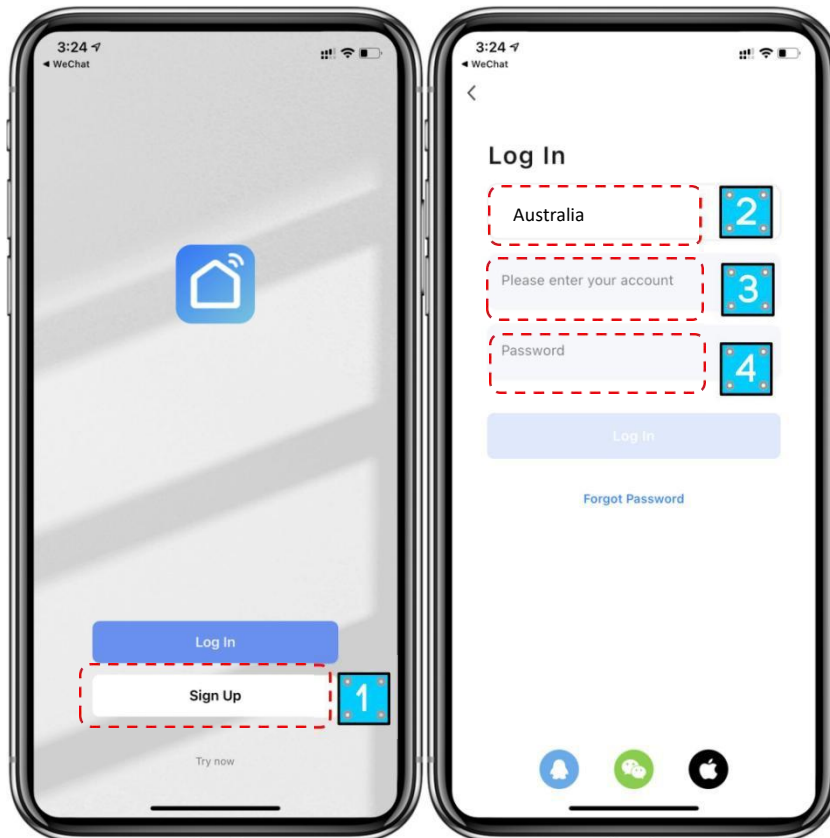 3:24
◀ WeChat
Log In
Sign Up
1
Try now
3:24
◀ WeChat
Log In
Australia
2
Please enter your account
3
Password
4
Log In
Forgot Password